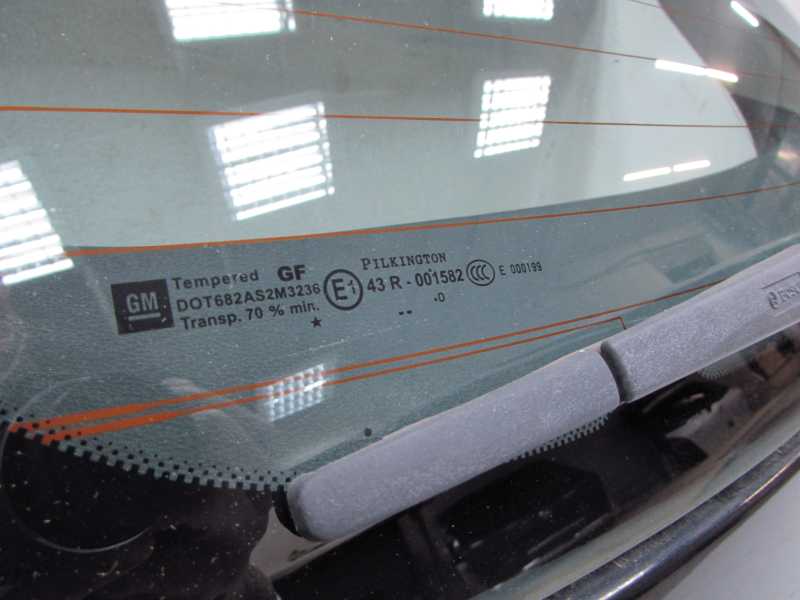 GM
Tempered GF
DOT682AS2M3236
Transp. 70 % min.
E1
PILKINGTON
43 R - 001582
CCC E 000199